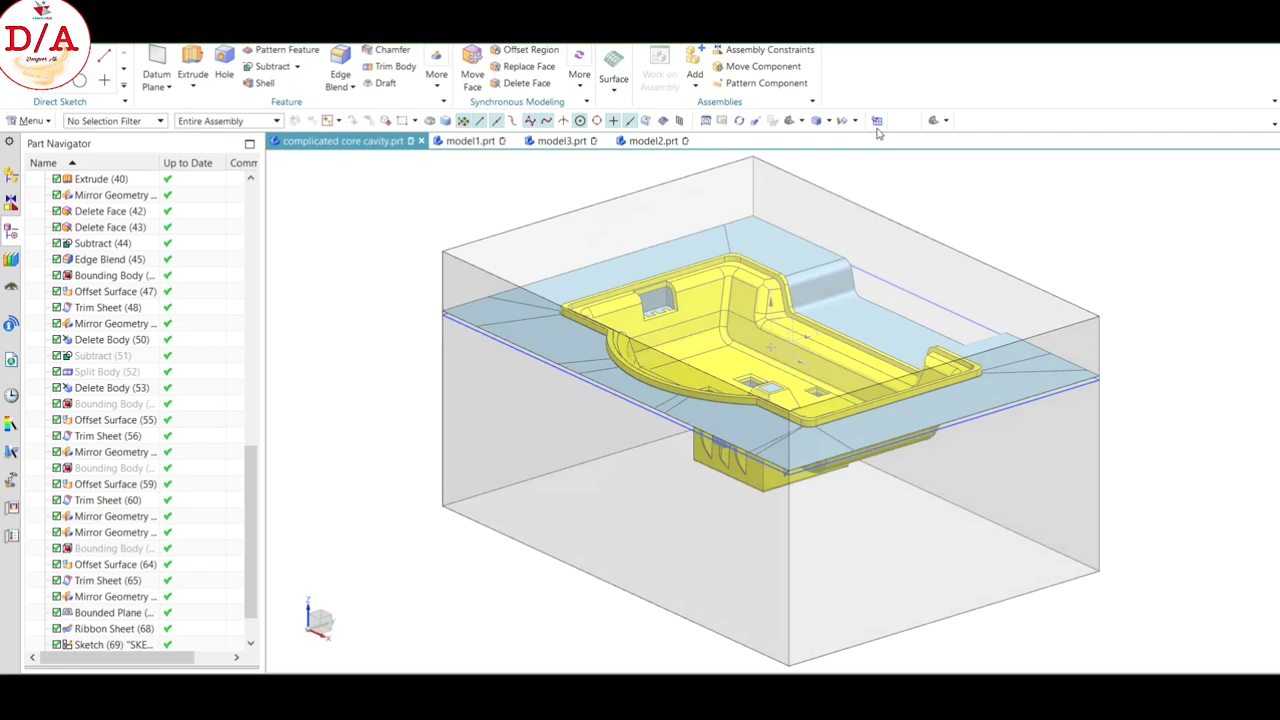 D/A
Designer Ali
Pattern Feature
Chamfer
Offset Region
Assembly Constraints
Subtract
Trim Body
Replace Face
Move Component
Datum Plane
Extrude
Hole
Shell
Edge Blend
Draft
More
Move Face
Delete Face
More
Surface
Work on Assembly
Add
Pattern Component
Direct Sketch
Feature
Synchronous Modeling
Assemblies
Menu
No Selection Filter
Entire Assembly
Part Navigator
complicated core cavity.prt
model1.prt
model3.prt
model2.prt
Name
Up to Date
Comm
Extrude (40)
Mirror Geometry ...
Delete Face (42)
Delete Face (43)
Subtract (44)
Edge Blend (45)
Bounding Body (...
Offset Surface (47)
Trim Sheet (48)
Mirror Geometry ...
Delete Body (50)
Subtract (51)
Split Body (52)
Delete Body (53)
Bounding Body (...
Offset Surface (55)
Trim Sheet (56)
Mirror Geometry ...
Bounding Body (...
Offset Surface (59)
Trim Sheet (60)
Mirror Geometry ...
Mirror Geometry ...
Bounding Body (...
Offset Surface (64)
Trim Sheet (65)
Mirror Geometry ...
Bounded Plane (...
Ribbon Sheet (68)
Sketch (69) "SKE...
Z
X